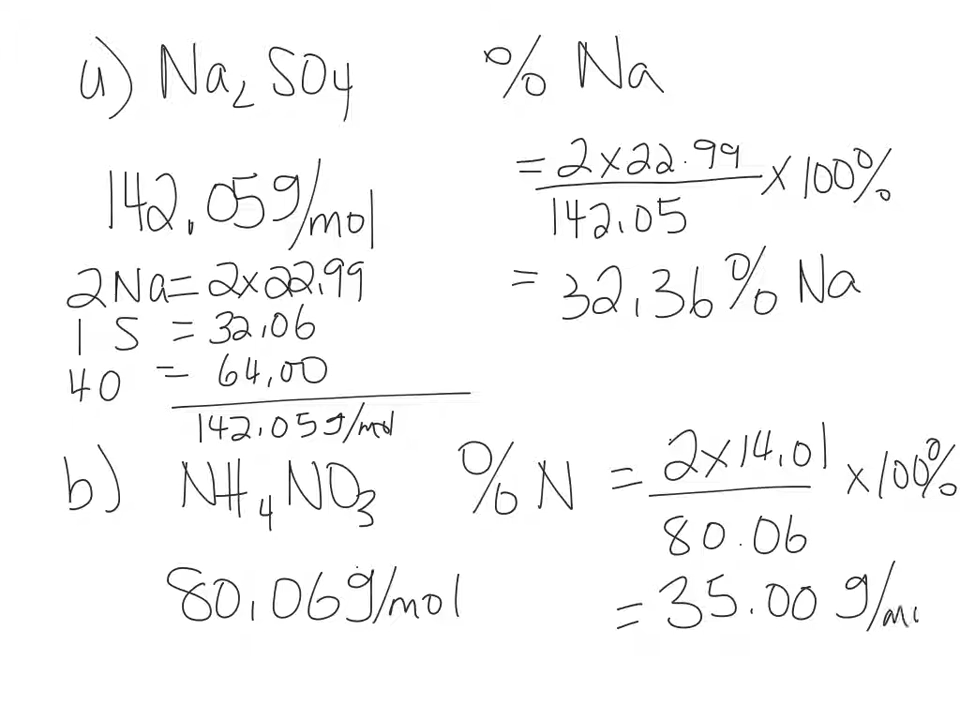 a) Na₂SO₄
142.05g/mol
2Na = 2x22.99
1 S = 32.06
4O = 64.00
142.05g/mol
% Na
= 2x22.99 x 100%
142.05
= 32.36% Na
b) NH₄NO₃
80.06g/mol
%N = 2x14.01 x100%
80.06
= 35.00 g/m